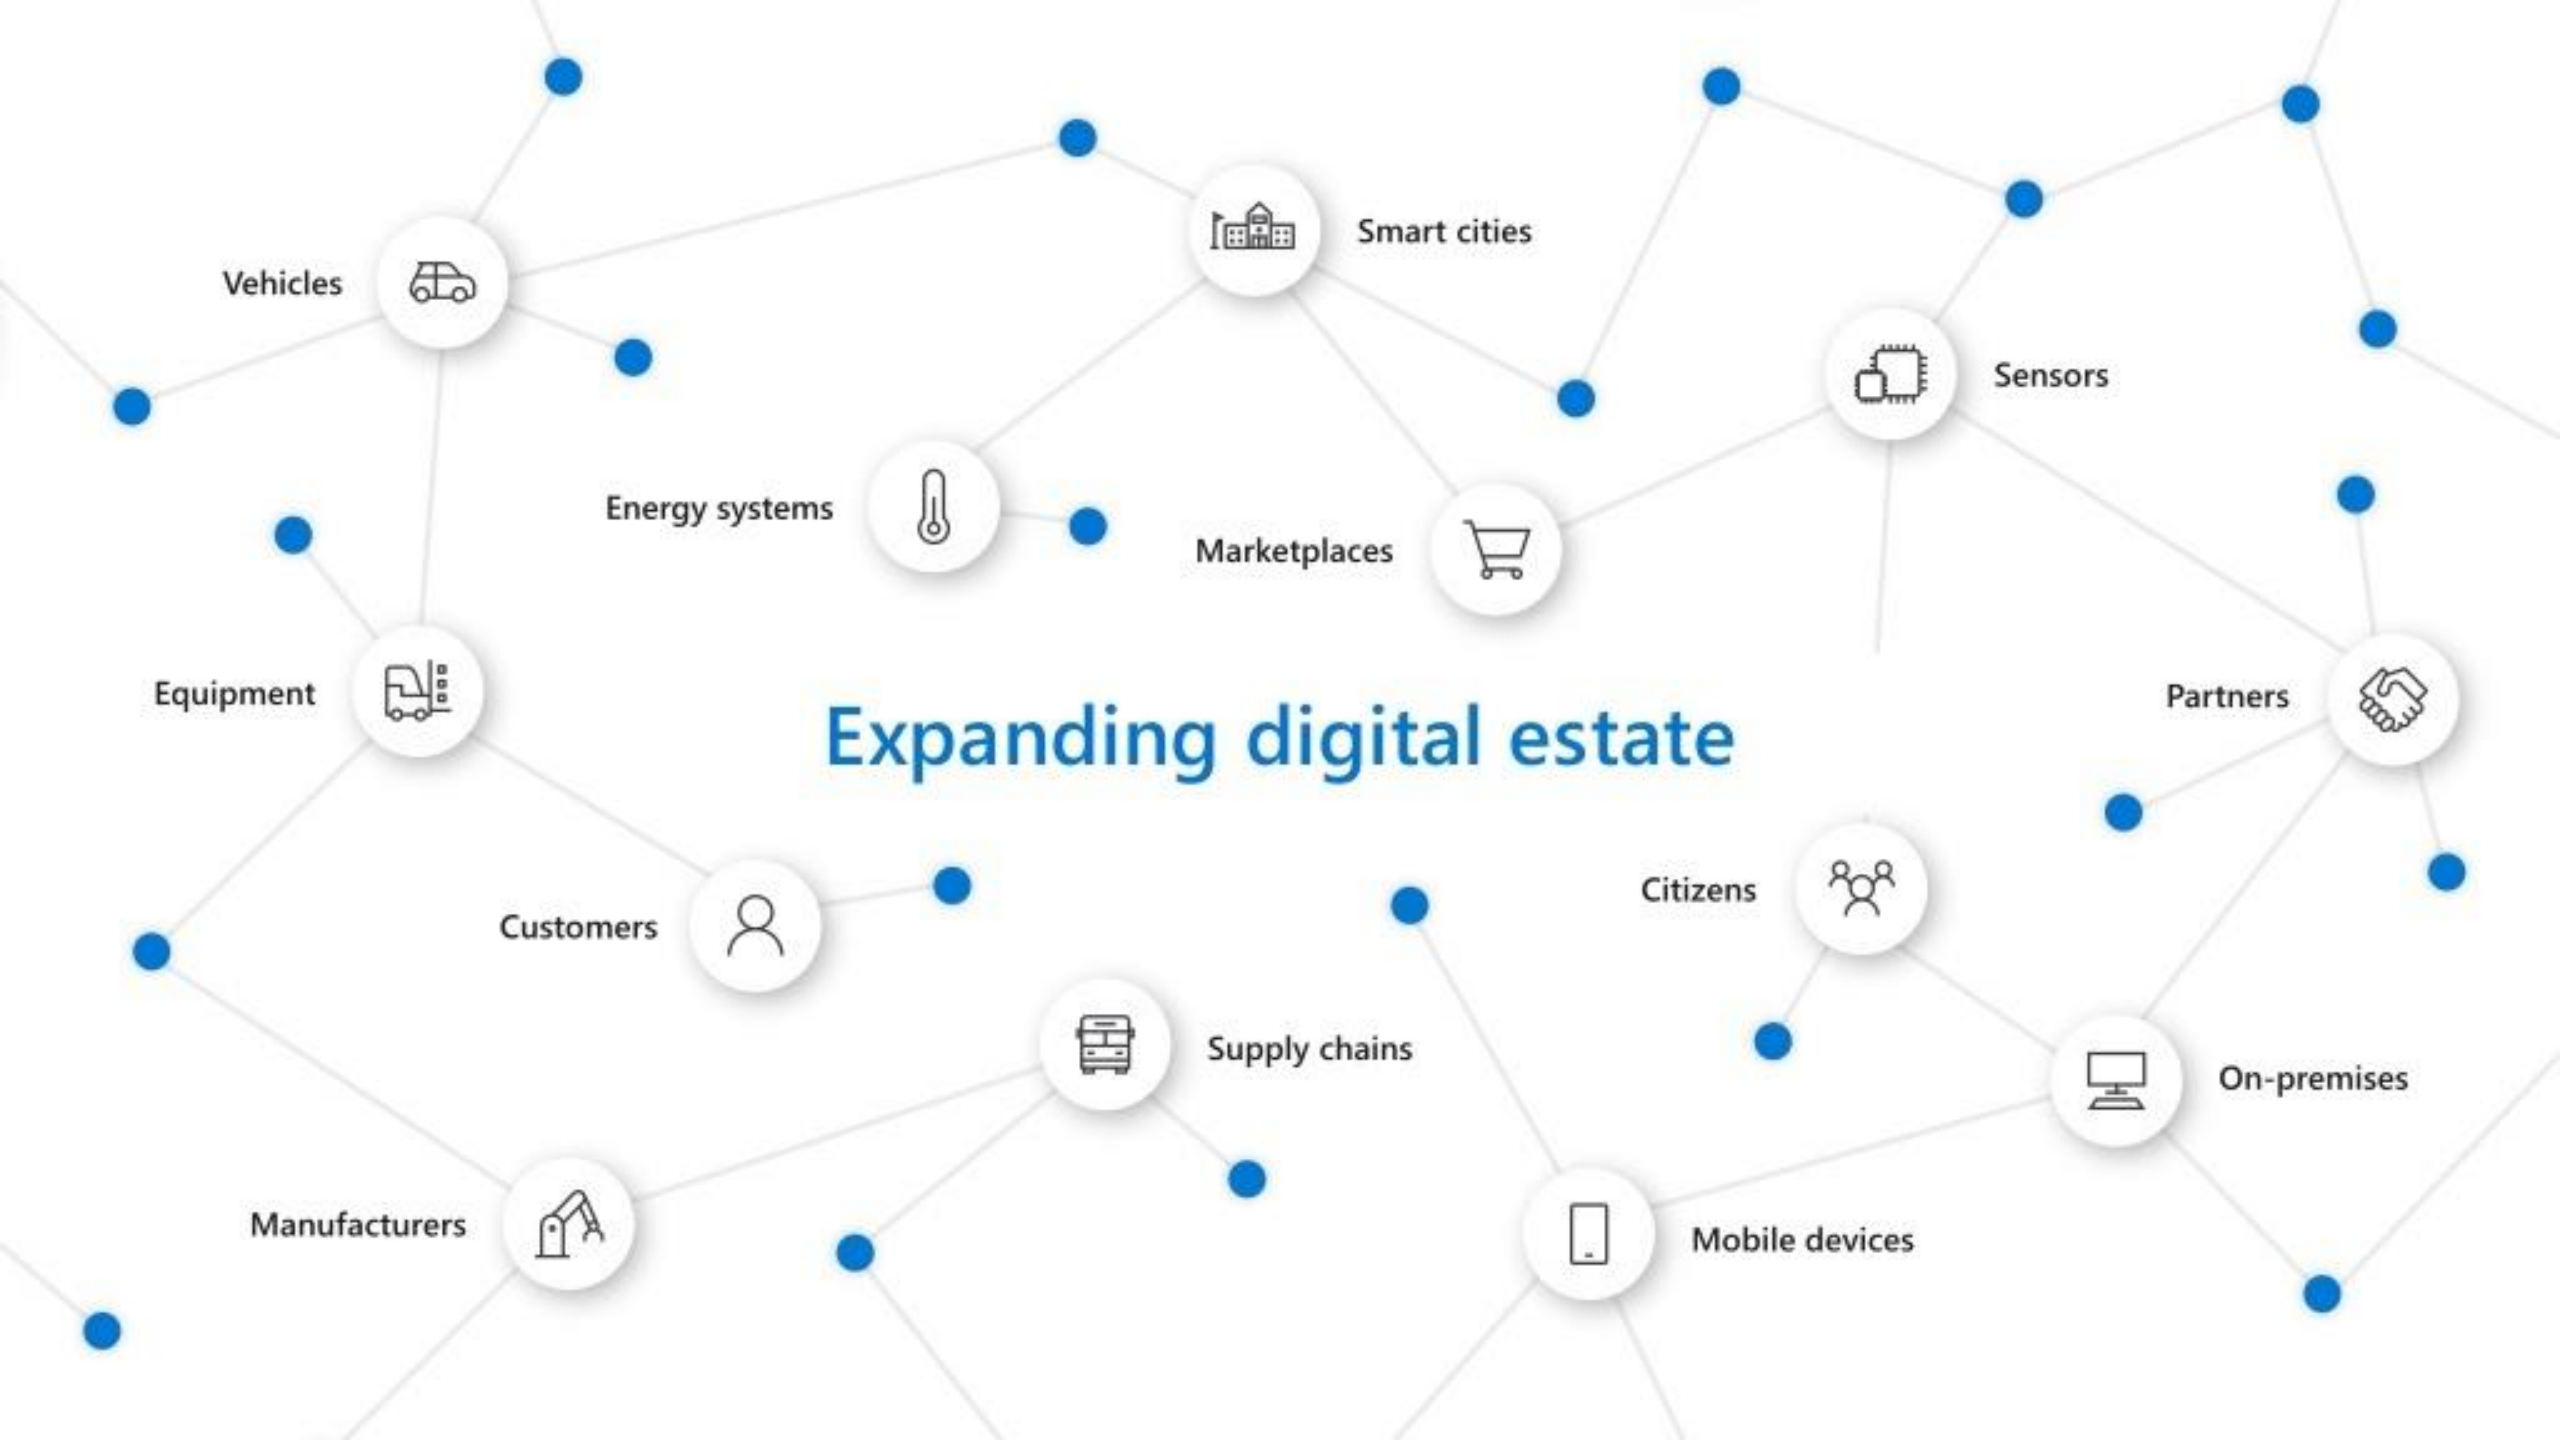 Smart cities
Vehicles
Sensors
Energy systems
Marketplaces
Equipment
Partners
Expanding digital estate
Citizens
Customers
Supply chains
On-premises
Manufacturers
Mobile devices